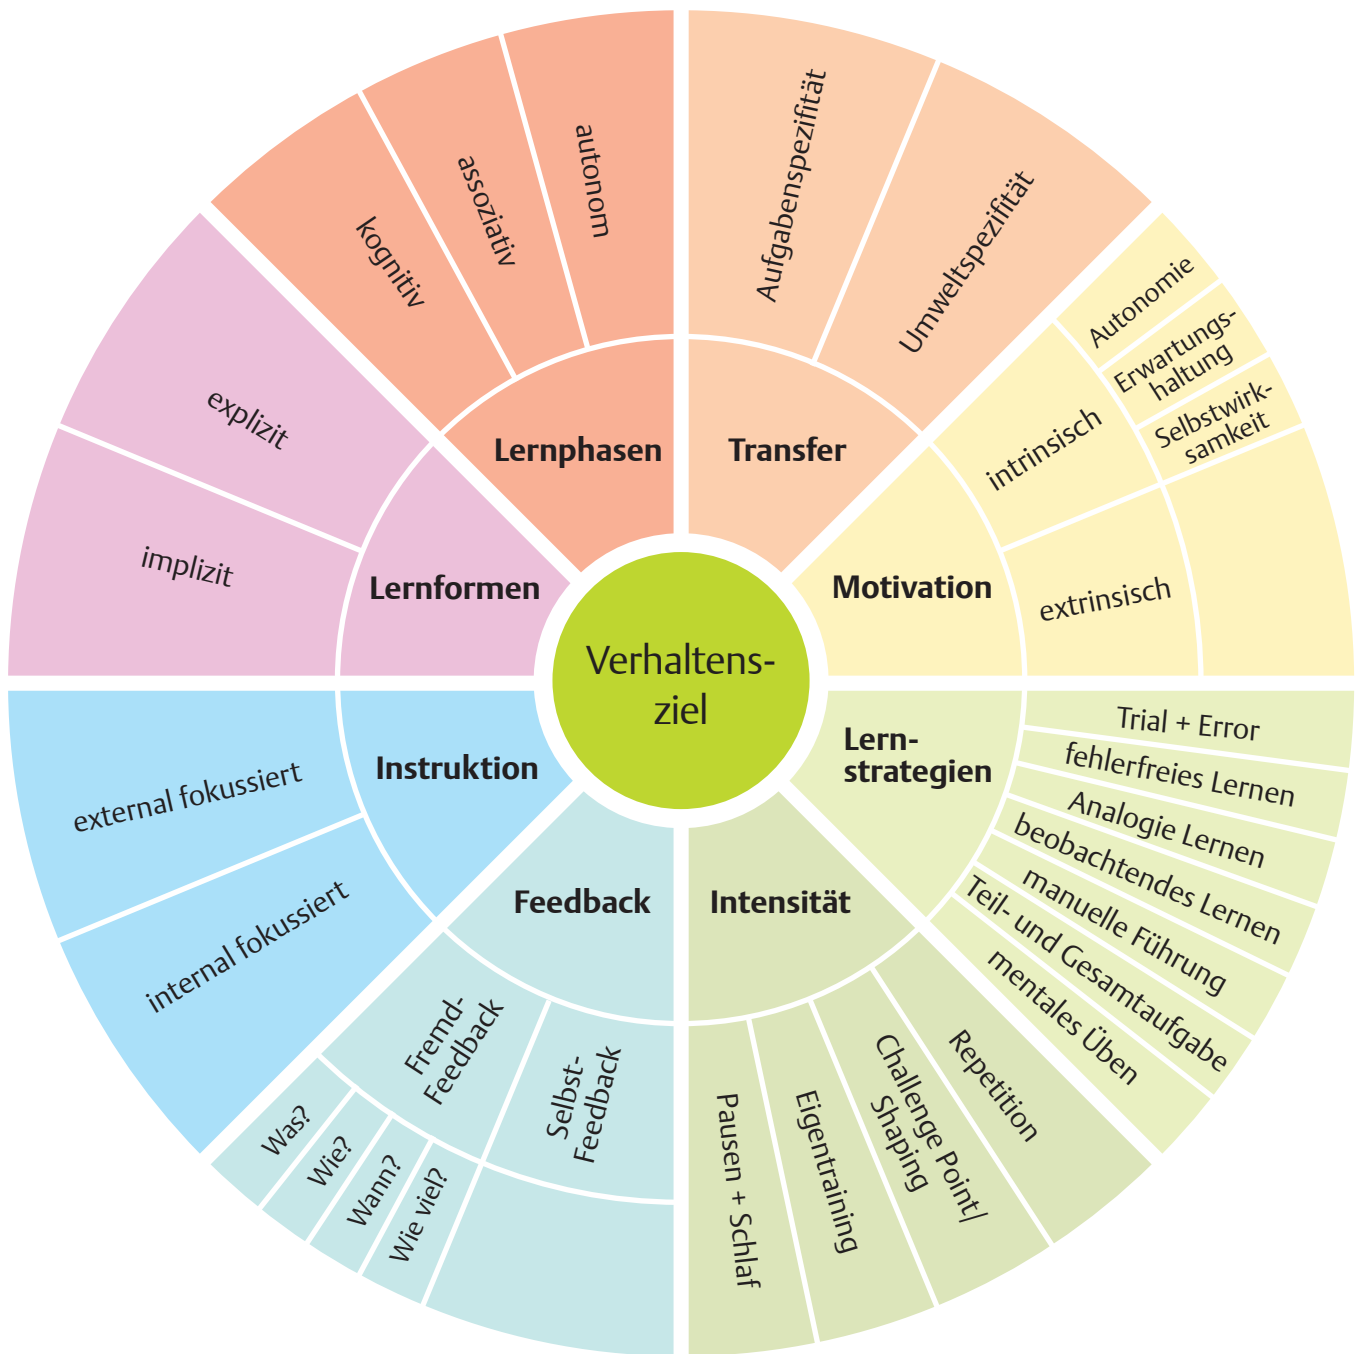 Verhaltens-
ziel
Lernphasen
kognitiv
assoziativ
autonom
Transfer
Aufgabenspezifität
Umweltspezifität
Motivation
intrinsisch
Autonomie
Erwartungs-
haltung
Selbstwirk-
samkeit
extrinsisch
Lern-
strategien
Trial + Error
fehlerfreies Lernen
Analogie Lernen
beobachtendes Lernen
manuelle Führung
Teil- und Gesamtaufgabe
mentales Üben
Intensität
Repetition
Challenge Point/
Shaping
Eigentraining
Pausen + Schlaf
Feedback
Selbst-
Feedback
Fremd-
Feedback
Wie viel?
Wann?
Wie?
Was?
Instruktion
internal fokussiert
external fokussiert
Lernformen
implizit
explizit